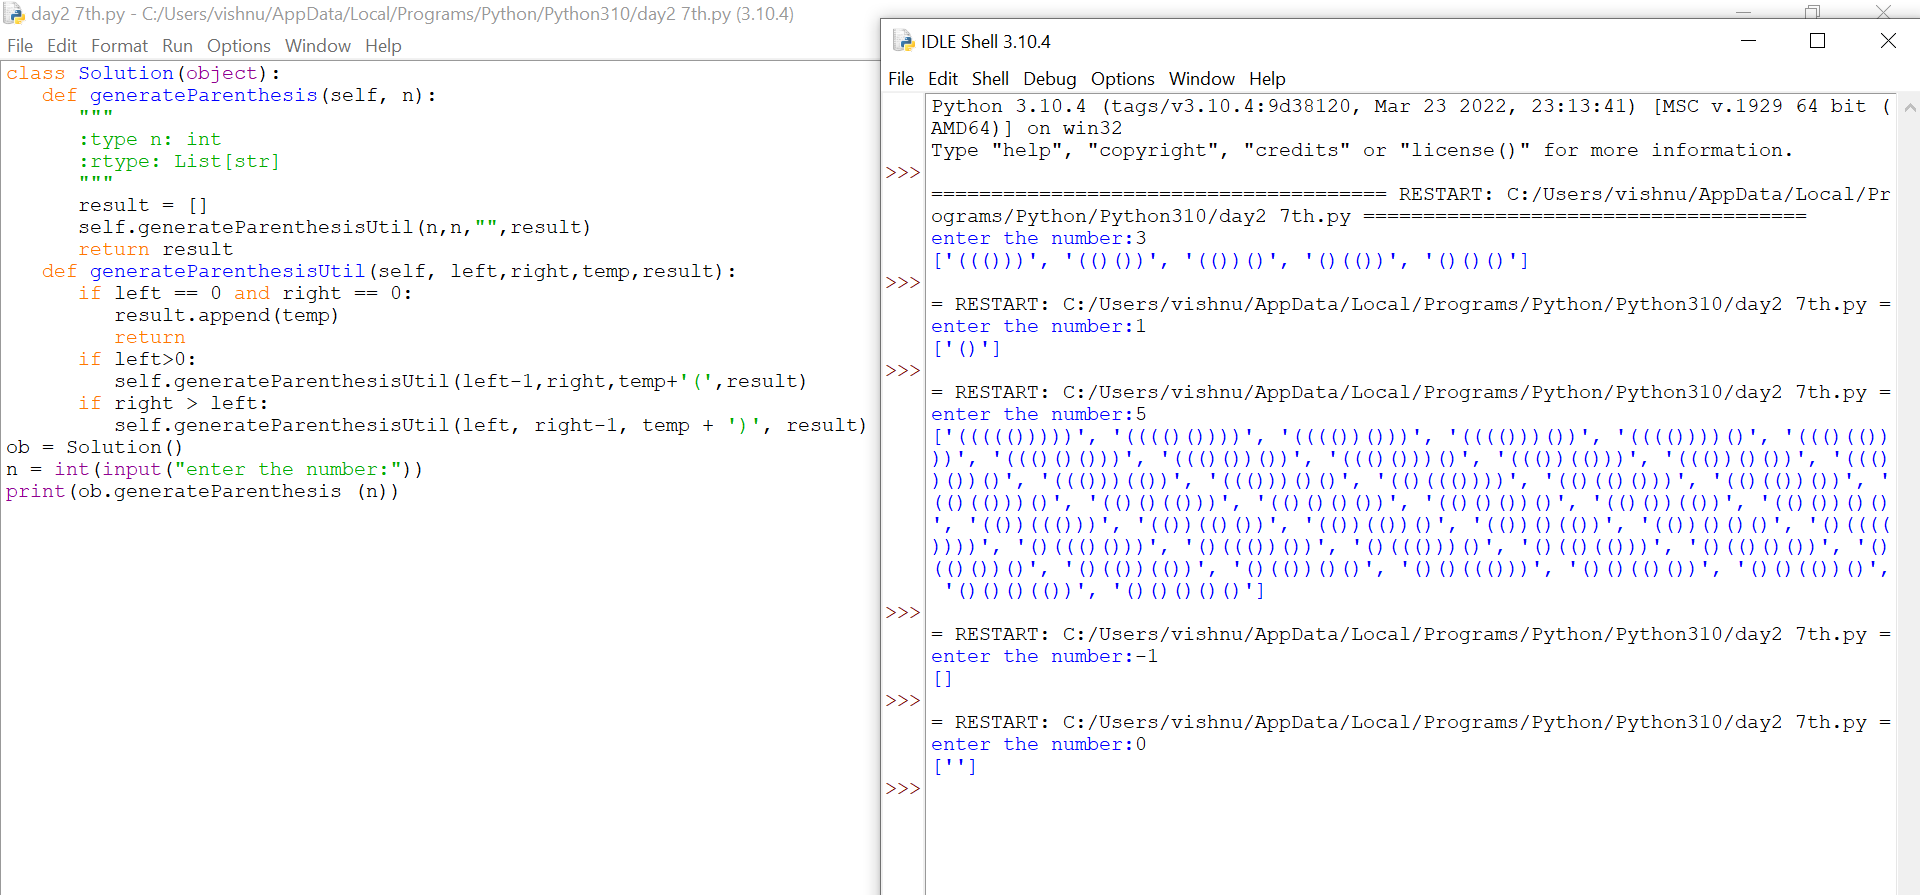 day2 7th.py - C:/Users/vishnu/AppData/Local/Programs/Python/Python310/day2 7th.py (3.10.4)
File Edit Format Run Options Window Help
class Solution(object):
   def generateParenthesis(self, n):
      """
      :type n: int
      :rtype: List[str]
      """
      result = []
      self.generateParenthesisUtil(n,n,"",result)
      return result
   def generateParenthesisUtil(self, left,right,temp,result):
      if left == 0 and right == 0:
         result.append(temp)
         return
      if left>0:
         self.generateParenthesisUtil(left-1,right,temp+'(',result)
      if right > left:
         self.generateParenthesisUtil(left, right-1, temp + ')', result)
ob = Solution()
n = int(input("enter the number:"))
print(ob.generateParenthesis (n))
IDLE Shell 3.10.4
File Edit Shell Debug Options Window Help
Python 3.10.4 (tags/v3.10.4:9d38120, Mar 23 2022, 23:13:41) [MSC v.1929 64 bit (
AMD64)] on win32
Type "help", "copyright", "credits" or "license()" for more information.
>>>
====================================== RESTART: C:/Users/vishnu/AppData/Local/Pr
ograms/Python/Python310/day2 7th.py =====================================
enter the number:3
['((()))', '(()())', '(())()', '()(())', '()()()']
>>>
= RESTART: C:/Users/vishnu/AppData/Local/Programs/Python/Python310/day2 7th.py =
enter the number:1
['()']
>>>
= RESTART: C:/Users/vishnu/AppData/Local/Programs/Python/Python310/day2 7th.py =
enter the number:5
['((((()))))', '(((()())))', '(((())()))', '(((()))())', '(((())))()', '((()(())
))', '((()()()))', '((()())())', '((()()))()', '((())(()))', '((())()())', '((()
)())()', '((()))(())', '((()))()()', '(()((())))', '(()(()()))', '(()(())())', '
(()(()))()', '(()()(()))', '(()()()())', '(()()())()', '(()())(())', '(()())()()
', '(())((()))', '(())(()())', '(())(())()', '(())()(())', '(())()()()', '()((((
))))', '()((()()))', '()((())())', '()((()))()', '()(()(()))', '()(()()())', '()
(()())()', '()(())(())', '()(())()()', '()()((()))', '()()(()())', '()()(())()',
 '()()()(())', '()()()()()']
>>>
= RESTART: C:/Users/vishnu/AppData/Local/Programs/Python/Python310/day2 7th.py =
enter the number:-1
[]
>>>
= RESTART: C:/Users/vishnu/AppData/Local/Programs/Python/Python310/day2 7th.py =
enter the number:0
['']
>>>